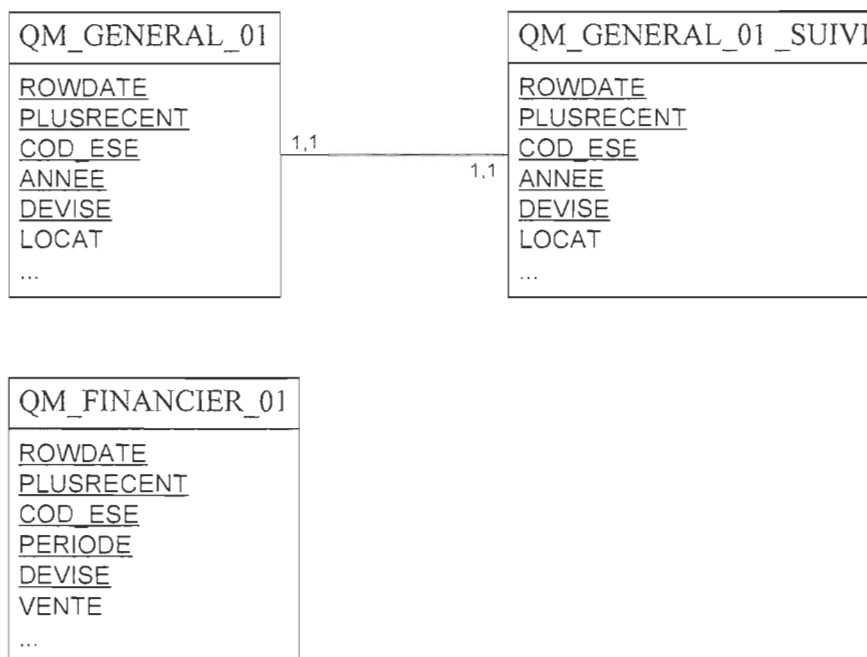 QM_GENERAL_01
ROWDATE
PLUSRECENT
COD_ESE
ANNEE
DEVISE
LOCAT
...
1,1
1,1
QM_GENERAL_01 _SUIVI
ROWDATE
PLUSRECENT
COD_ESE
ANNEE
DEVISE
LOCAT
...
QM_FINANCIER_01
ROWDATE
PLUSRECENT
COD_ESE
PERIODE
DEVISE
VENTE
...